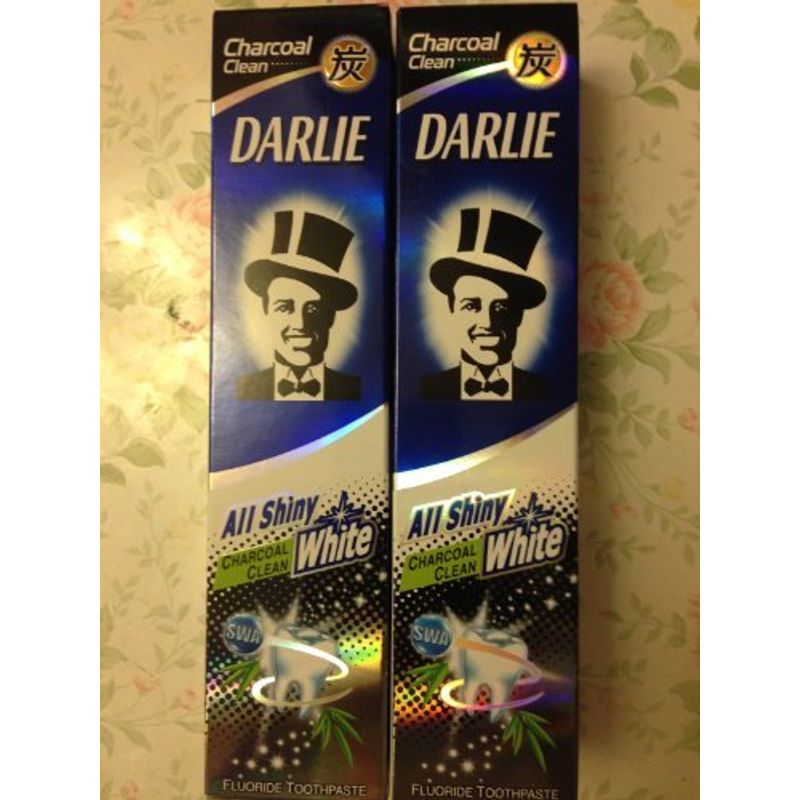 Charcoal
Clean
炭
DARLIE
All Shiny
White
CHARCOAL
CLEAN
SWA
FLUORIDE TOOTHPASTE
Charcoal
Clean
炭
DARLIE
All Shiny
White
CHARCOAL
CLEAN
SWA
FLUORIDE TOOTHPASTE